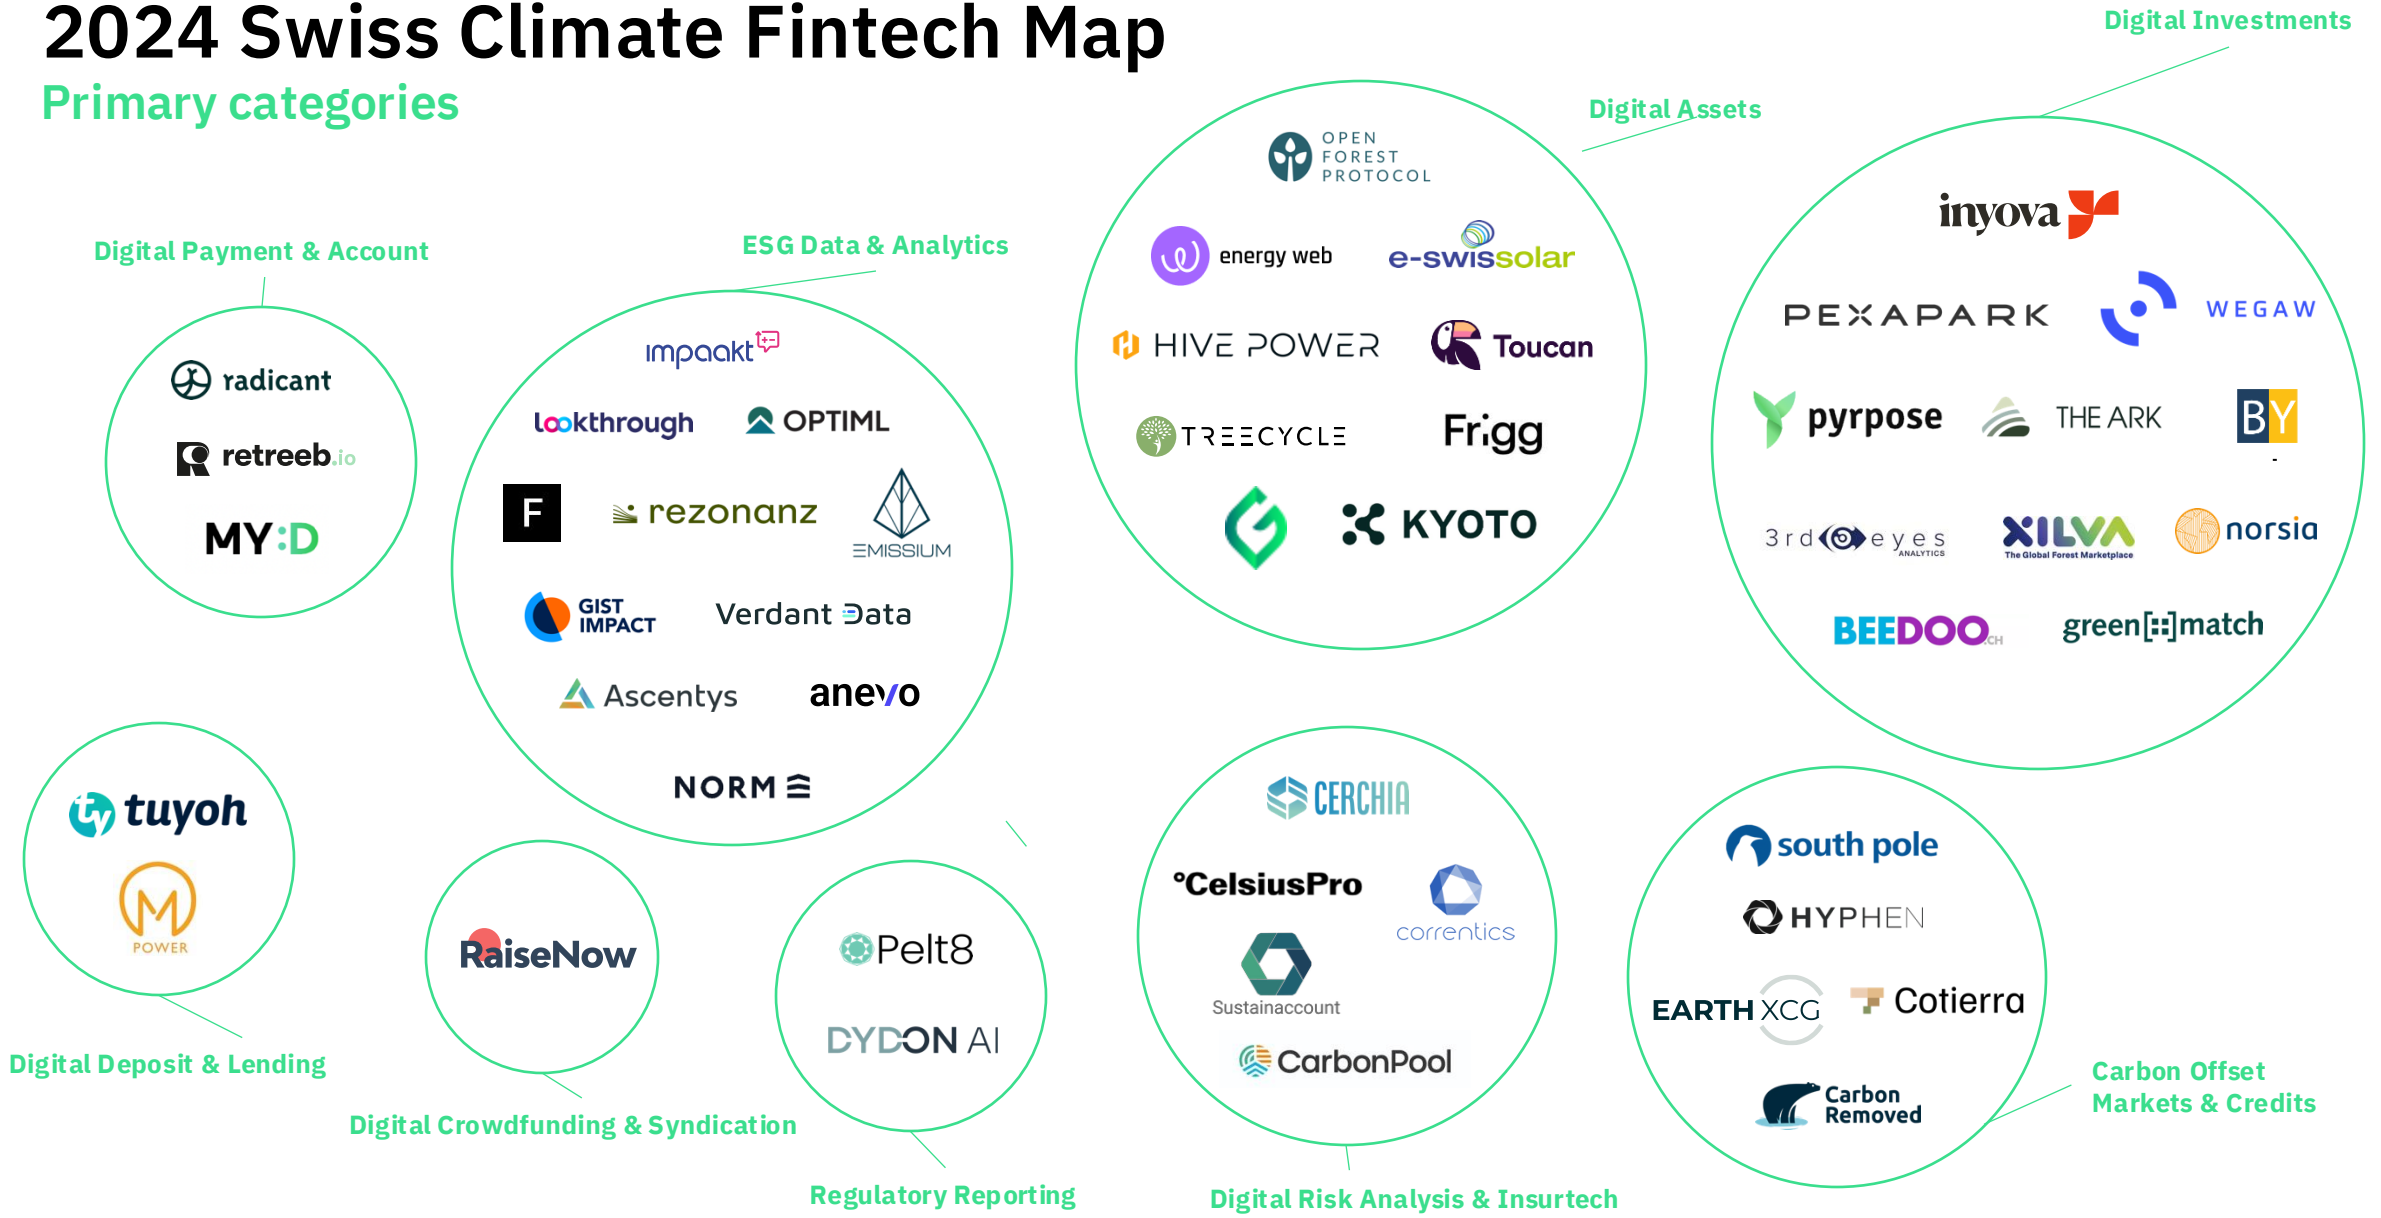 2024 Swiss Climate Fintech Map
Primary categories
Digital Payment & Account
radicant
retreeb.io
MY:D
ESG Data & Analytics
impaakt
lookthrough
OPTIML
F
rezonanz
EMISSIUM
GIST
IMPACT
Verdant Data
Ascentys
anevo
NORM
Digital Assets
OPEN
FOREST
PROTOCOL
energy web
e-swissolar
HIVE POWER
Toucan
TREECYCLE
Frigg
KYOTO
Digital Investments
inyova
PEXAPARK
WEGAW
pyrpose
THE ARK
BY
-
3rd eyes
ANALYTICS
XILVA
The Global Forest Marketplace
norsia
BEEDOO.CH
green[::]match
tuyoh
M
POWER
Digital Deposit & Lending
RaiseNow
Digital Crowdfunding & Syndication
Pelt8
DYDON AI
Regulatory Reporting
CERCHIA
°CelsiusPro
correntics
Sustainaccount
CarbonPool
Digital Risk Analysis & Insurtech
south pole
HYPHEN
EARTH XCG
Cotierra
Carbon
Removed
Carbon Offset
Markets & Credits